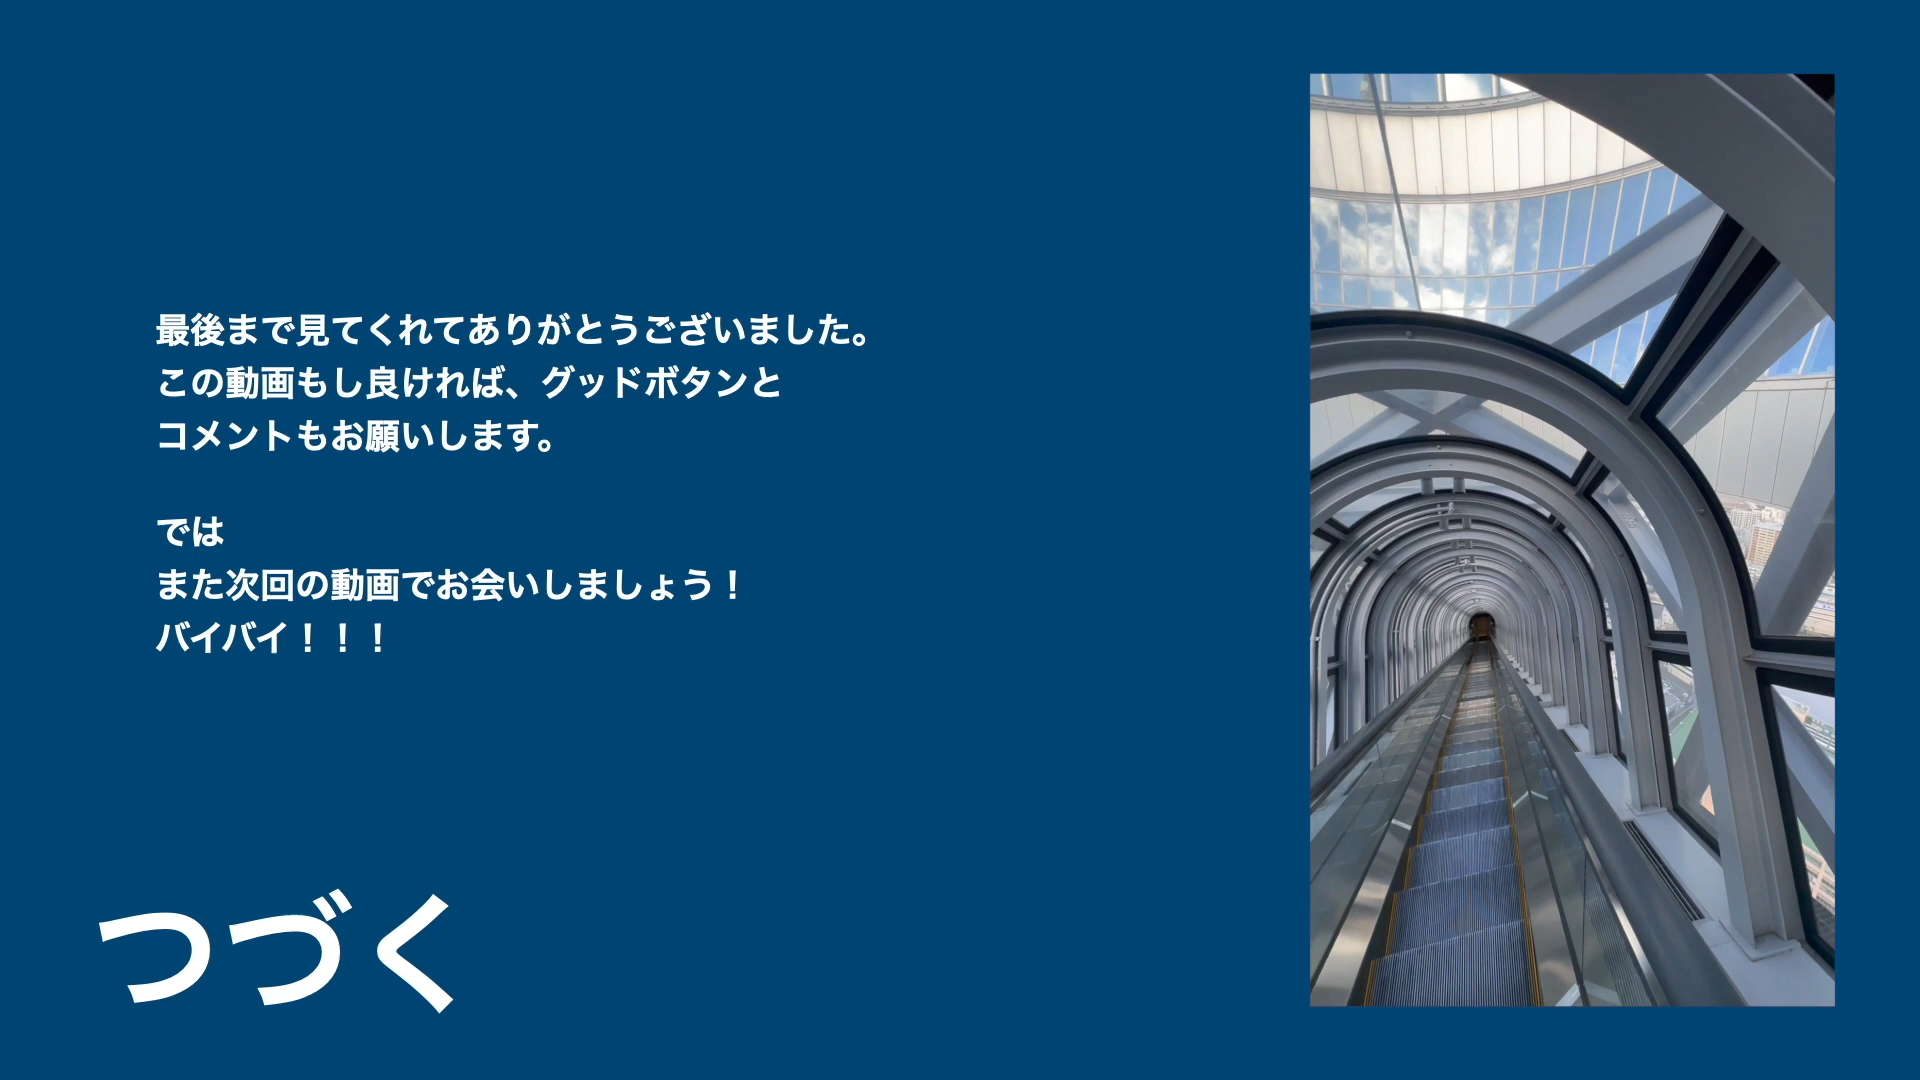 最後まで見てくれてありがとうございました。
この動画もし良ければ、グッドボタンと
コメントもお願いします。
では
また次回の動画でお会いしましょう！
バイバイ！！！
つづく